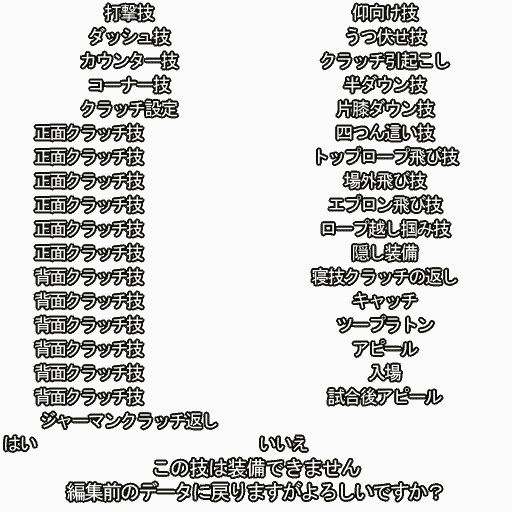 打撃技
ダッシュ技
カウンター技
コーナー技
クラッチ設定
正面クラッチ技
正面クラッチ技
正面クラッチ技
正面クラッチ技
正面クラッチ技
正面クラッチ技
背面クラッチ技
背面クラッチ技
背面クラッチ技
背面クラッチ技
背面クラッチ技
背面クラッチ技
ジャーマンクラッチ返し
仰向け技
うつ伏せ技
クラッチ引起こし
半ダウン技
片膝ダウン技
四つん這い技
トップロープ飛び技
場外飛び技
エプロン飛び技
ロープ越し掴み技
隠し装備
寝技クラッチの返し
キャッチ
ツープラトン
アピール
入場
試合後アピール
はい
いいえ
この技は装備できません
編集前のデータに戻りますがよろしいですか？